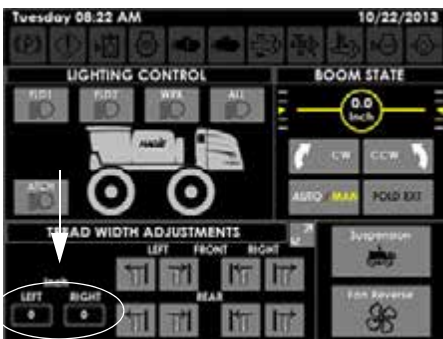 Tuesday 08:22 AM 10/22/2013
(P) (!)
LIGHTING CONTROL
FLD1 FLD2 WRK ALL
HAGIE
ATCH
BOOM STATE
0.0
Inch
CW CCW
AUTO / MAN FOLD EXT
TREAD WIDTH ADJUSTMENTS
LEFT FRONT RIGHT
Inch
LEFT RIGHT
0 0
REAR
Suspension
Fan Reverse